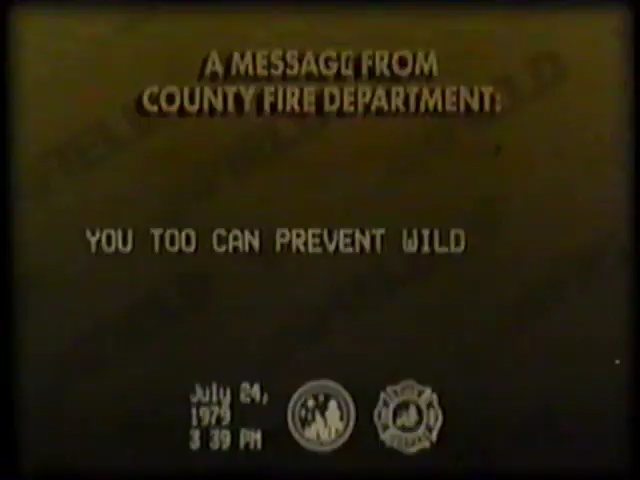 A MESSAGE FROM
COUNTY FIRE DEPARTMENT:
YOU TOO CAN PREVENT WILD
July 24,
1979
3 39 PM